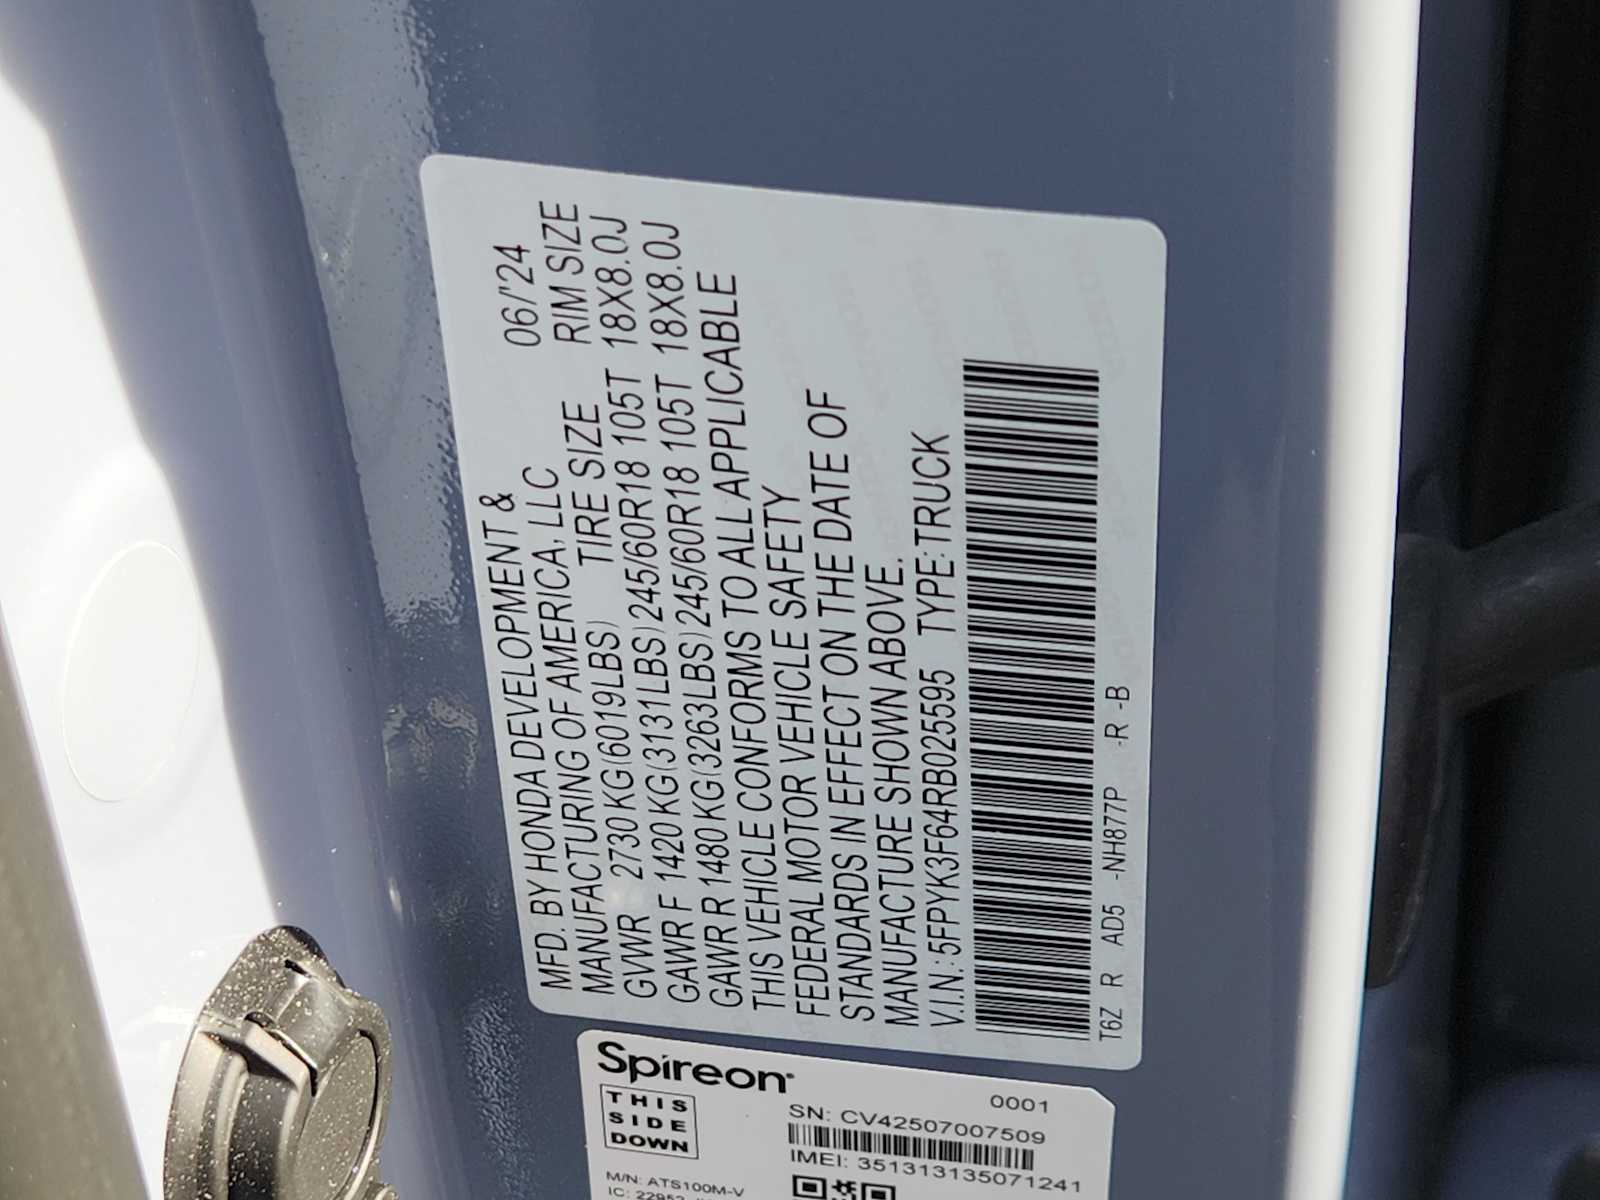 MFD. BY HONDA DEVELOPMENT & 06/'24
MANUFACTURING OF AMERICA, LLC RIM SIZE
GVWR 2730 KG (6019LBS) TIRE SIZE 18X8.0J
GAWR F 1420 KG (3131LBS) 245/60R18 105T 18X8.0J
GAWR R 1480 KG (3263LBS) 245/60R18 105T
THIS VEHICLE CONFORMS TO ALL APPLICABLE
FEDERAL MOTOR VEHICLE SAFETY
STANDARDS IN EFFECT ON THE DATE OF
MANUFACTURE SHOWN ABOVE.
V.I.N.: 5FPYK3F64RB025595 TYPE: TRUCK
T6Z R AD5 -NH877P -R -B
Spireon
THIS
SIDE
DOWN
0001
SN: CV42507007509
IMEI: 351313135071241
M/N: ATS100M-V